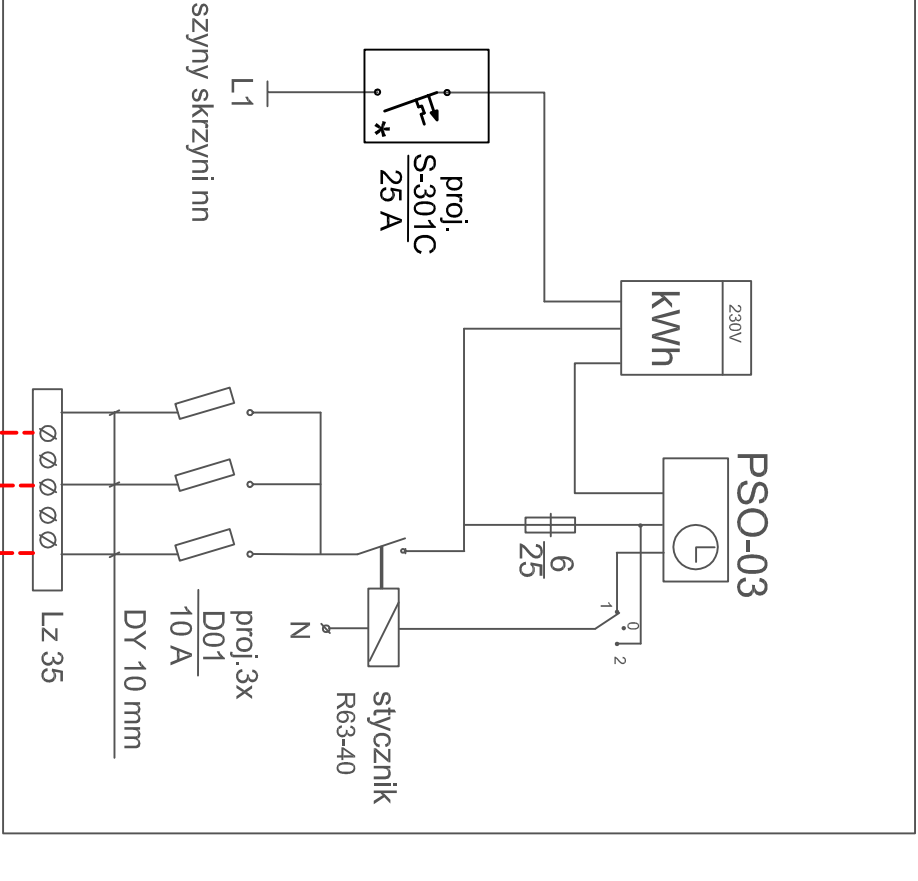 szyny skrzyni nn
L1
proj.
S-301C
25 A
*
230V
kWh
PSO-03
6
25
1
0
2
N
stycznik
R63-40
proj.3x
D01
10 A
DY 10 mm
Lz 35